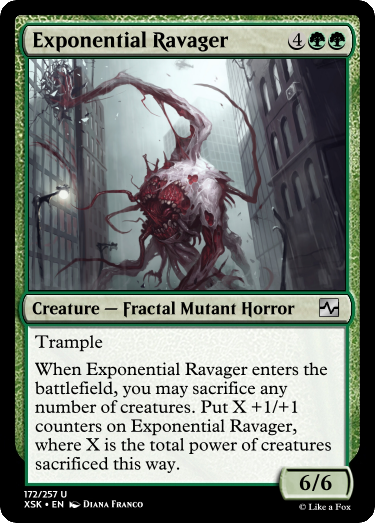 Exponential Ravager 4
Creature — Fractal Mutant Horror
Trample
When Exponential Ravager enters the
battlefield, you may sacrifice any
number of creatures. Put X +1/+1
counters on Exponential Ravager,
where X is the total power of creatures
sacrificed this way.
6/6
172/257 U
XSK • EN Diana Franco
© Like a Fox